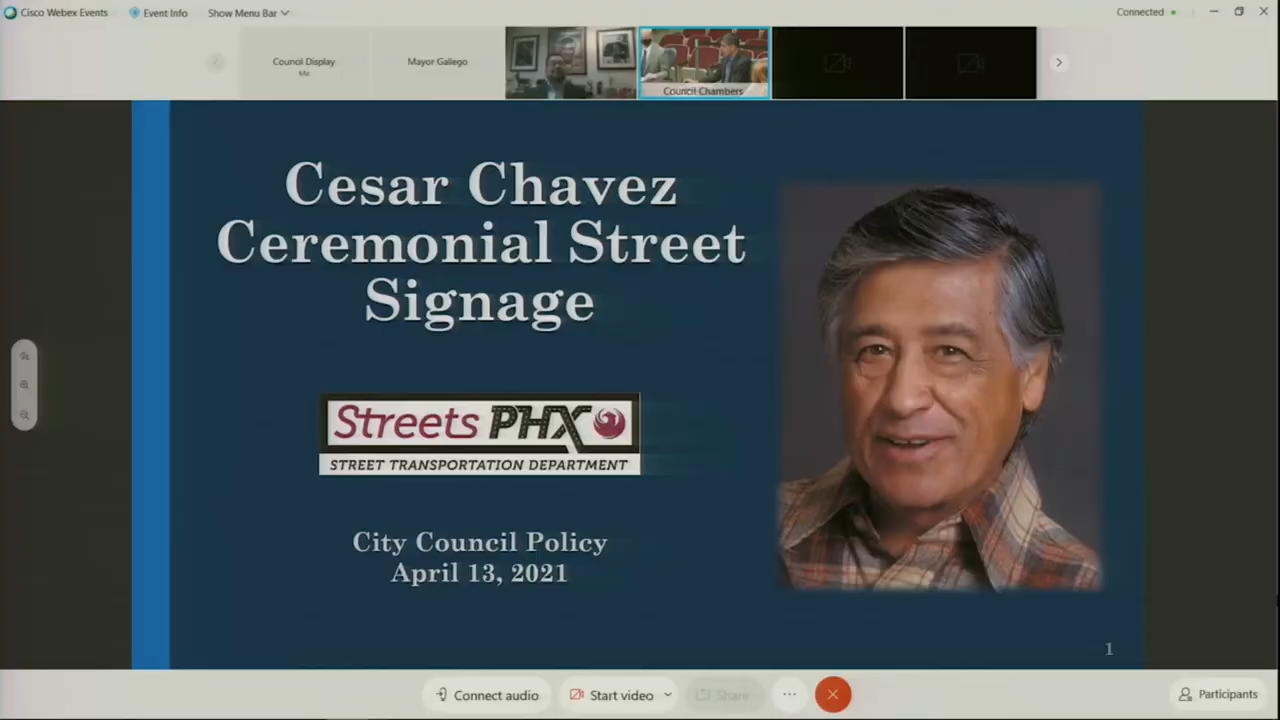 Cisco Webex Events
Event Info
Show Menu Bar
Connected
Council Display
Me
Mayor Gallego
Council Chambers
Cesar Chavez
Ceremonial Street
Signage
Streets PHX
STREET TRANSPORTATION DEPARTMENT
City Council Policy
April 13, 2021
1
Connect audio
Start video
Share
Participants